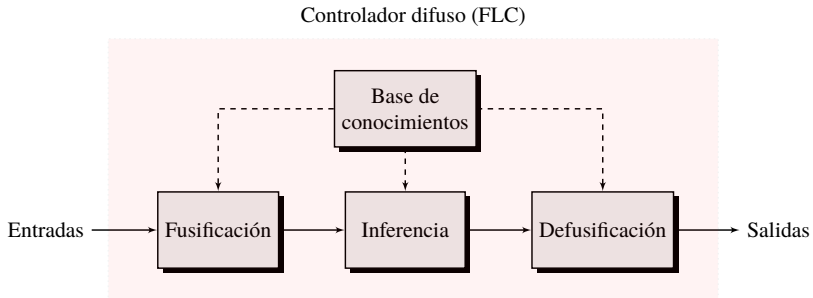 Controlador difuso (FLC)
Base de
conocimientos
Entradas
Fusificación
Inferencia
Defusificación
Salidas